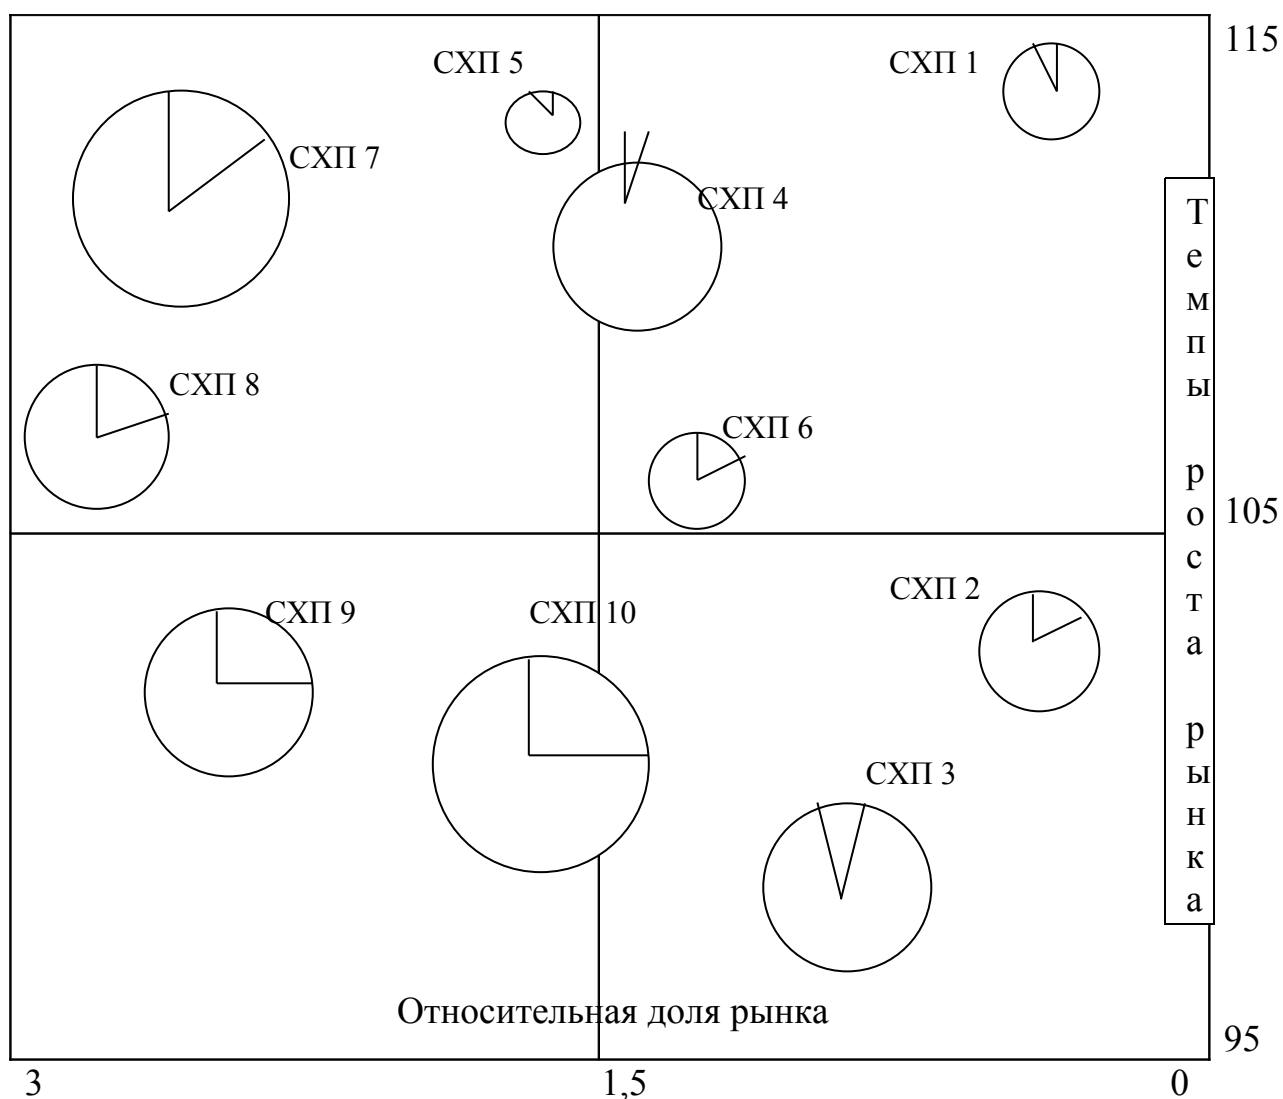 115
СХП 5
СХП 1
СХП 7
СХП 4
СХП 8
СХП 6
Темпы роста рынка
105
СХП 2
СХП 9
СХП 10
СХП 3
Относительная доля рынка
95
3
1,5
0